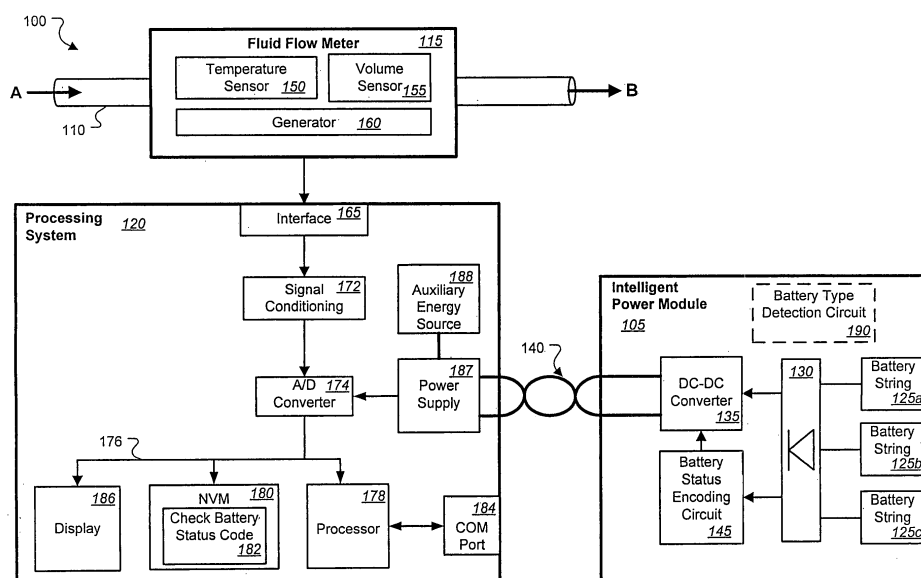 100
Fluid Flow Meter 115
Temperature
Sensor 150
Volume
Sensor 155
Generator 160
A
B
110
Processing
System 120
Interface 165
Signal 172
Conditioning
188
Auxiliary
Energy
Source
A/D 174
Converter
187
Power
Supply
140
176
186
Display
NVM 180
Check Battery
Status Code
182
178
Processor
184
COM
Port
Intelligent
Power Module
105
Battery Type
Detection Circuit
190
DC-DC
Converter
135
130
Battery
String
125a
Battery
String
125b
Battery
String
125c
Battery
Status
Encoding
Circuit
145